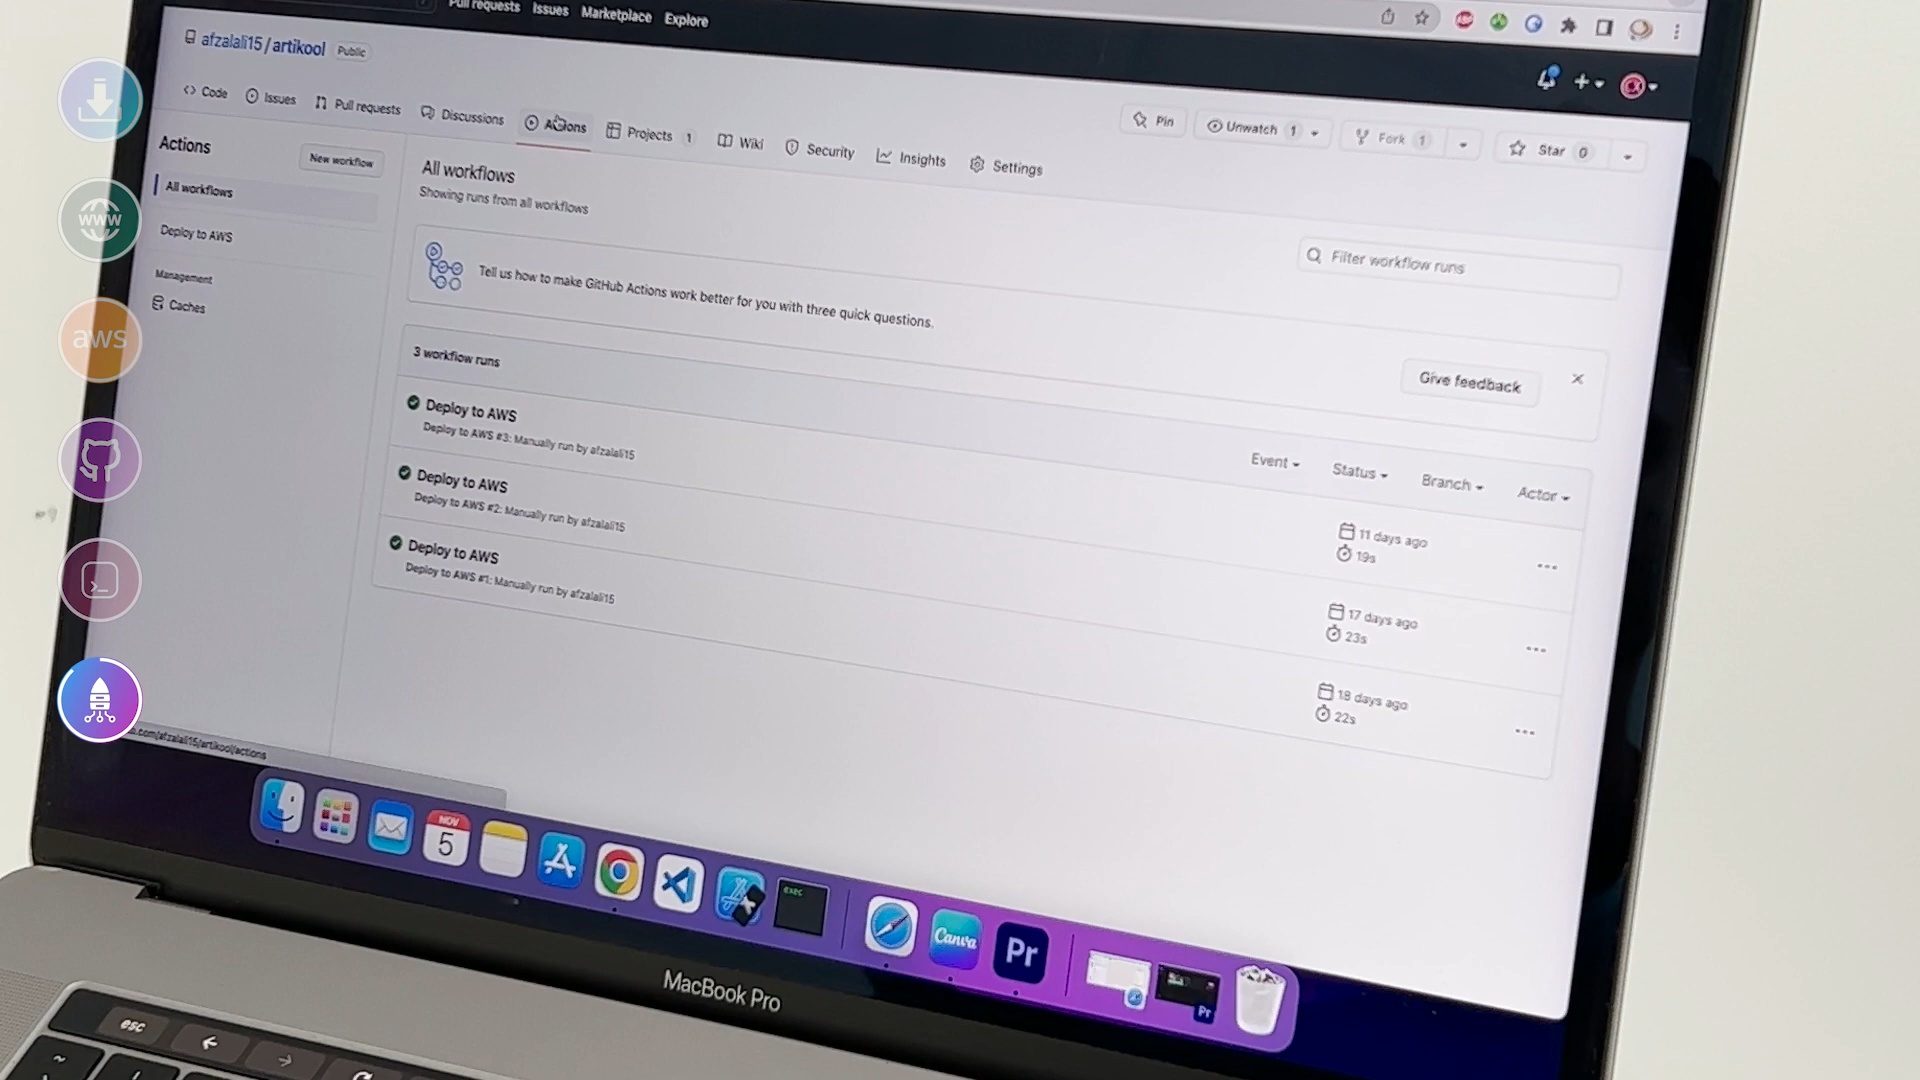 Pull requests Issues Marketplace Explore
afzalali15 / artikool Public
Code Issues Pull requests Discussions Actions Projects 1 Wiki Security Insights Settings
Pin Unwatch 1 Fork 1 Star 0
Actions
New workflow
All workflows
Deploy to AWS
Management
Caches
All workflows
Showing runs from all workflows
Filter workflow runs
Tell us how to make GitHub Actions work better for you with three quick questions.
Give feedback
3 workflow runs
Event Status Branch Actor
Deploy to AWS
Deploy to AWS #3: Manually run by afzalali15
11 days ago
19s
Deploy to AWS
Deploy to AWS #2: Manually run by afzalali15
17 days ago
23s
Deploy to AWS
Deploy to AWS #1: Manually run by afzalali15
18 days ago
22s
.com/afzalali15/artikool/actions
www
aws
NOV
5
exec
Canva
Pr
Pr
MacBook Pro
esc
~